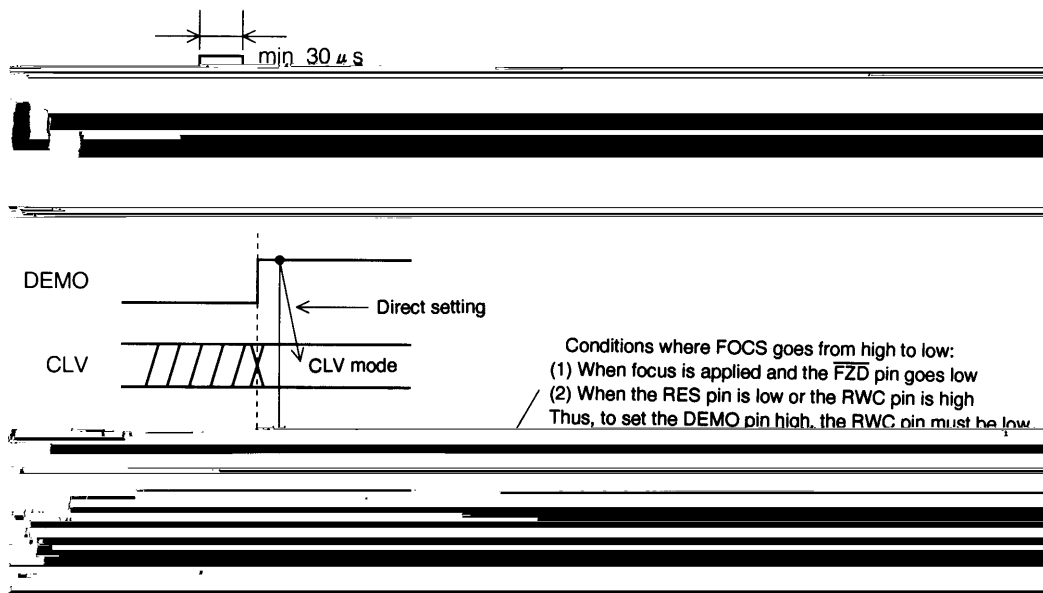 min 30 μs
DEMO
Direct setting
CLV
CLV mode
Conditions where FOCS goes from high to low:
(1) When focus is applied and the F̅Z̅D̅ pin goes low
(2) When the RES pin is low or the RWC pin is high
Thus, to set the DEMO pin high, the RWC pin must be low.